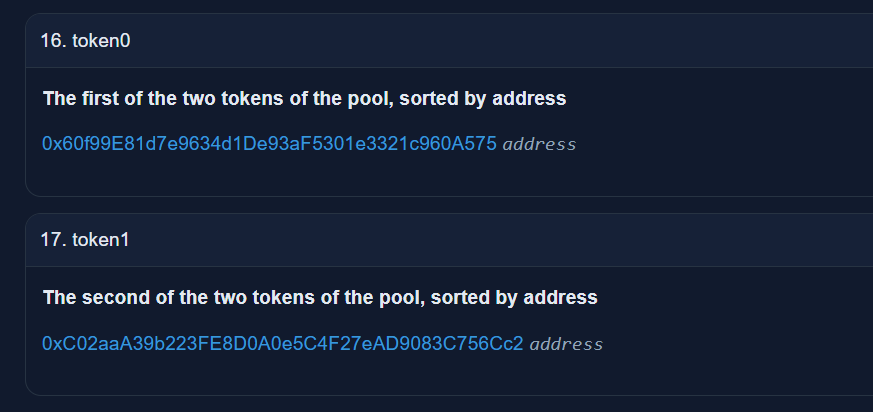 16. token0
The first of the two tokens of the pool, sorted by address
0x60f99E81d7e9634d1De93aF5301e3321c960A575 address
17. token1
The second of the two tokens of the pool, sorted by address
0xC02aaA39b223FE8D0A0e5C4F27eAD9083C756Cc2 address